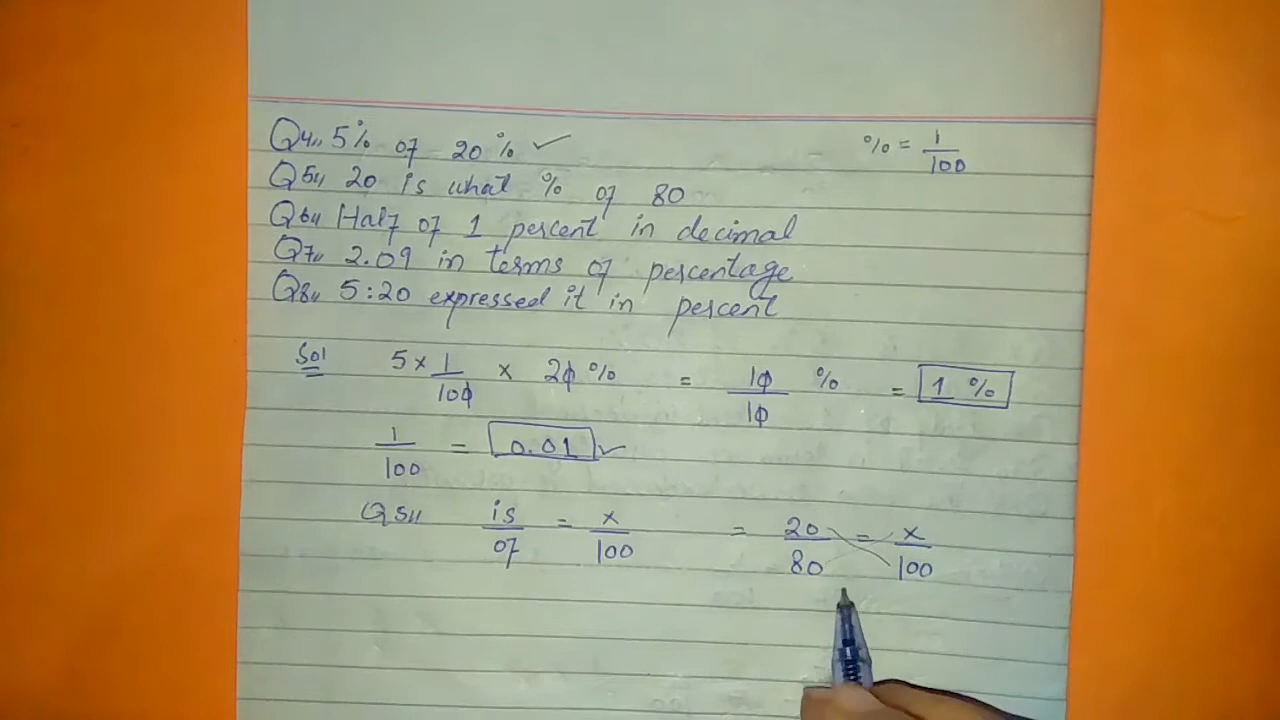 Q4,, 5% of 20% ✓
% = 1/100
Q5,, 20 is what % of 80
Q6,, Half of 1 percent in decimal
Q7,, 2.09 in terms of percentage
Q8,, 5:20 expressed it in percent
Sol 5 × 1/100 × 20% = 10/10 % = 1 %
1/100 = 0.01 ✓
Q5,, is/of = x/100 = 20/80 = x/100